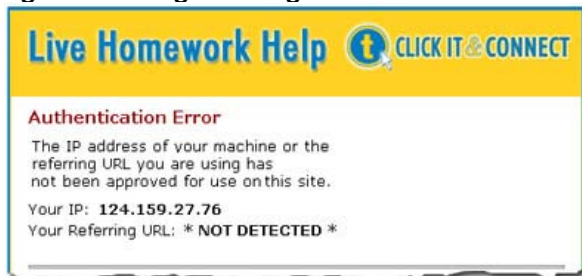 Live Homework Help t CLICK IT & CONNECT
Authentication Error
The IP address of your machine or the
referring URL you are using has
not been approved for use on this site.
Your IP: 124.159.27.76
Your Referring URL: * NOT DETECTED *